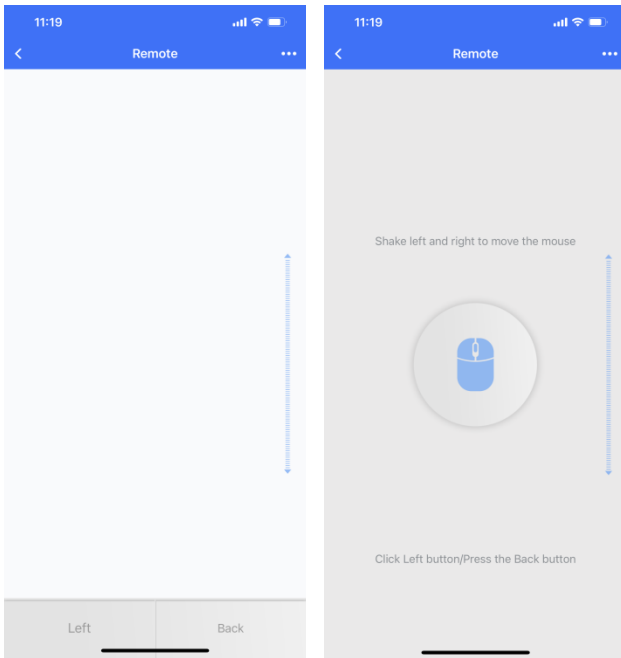 11:19
Remote
Left
Back
11:19
Remote
Shake left and right to move the mouse
Click Left button/Press the Back button